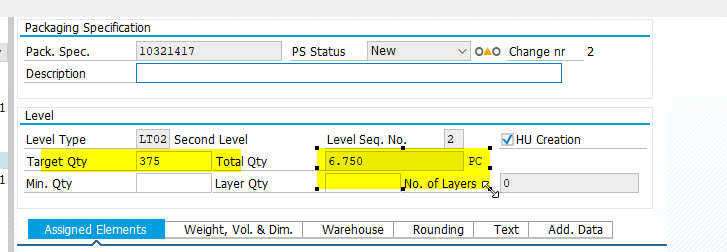 Packaging Specification
Pack. Spec. 10321417 PS Status New Change nr 2
Description
1
Level
Level Type LT02 Second Level Level Seq. No. 2 HU Creation
Target Qty 375 Total Qty 6.750 PC
1 Min. Qty Layer Qty No. of Layers 0
Assigned Elements Weight, Vol. & Dim. Warehouse Rounding Text Add. Data